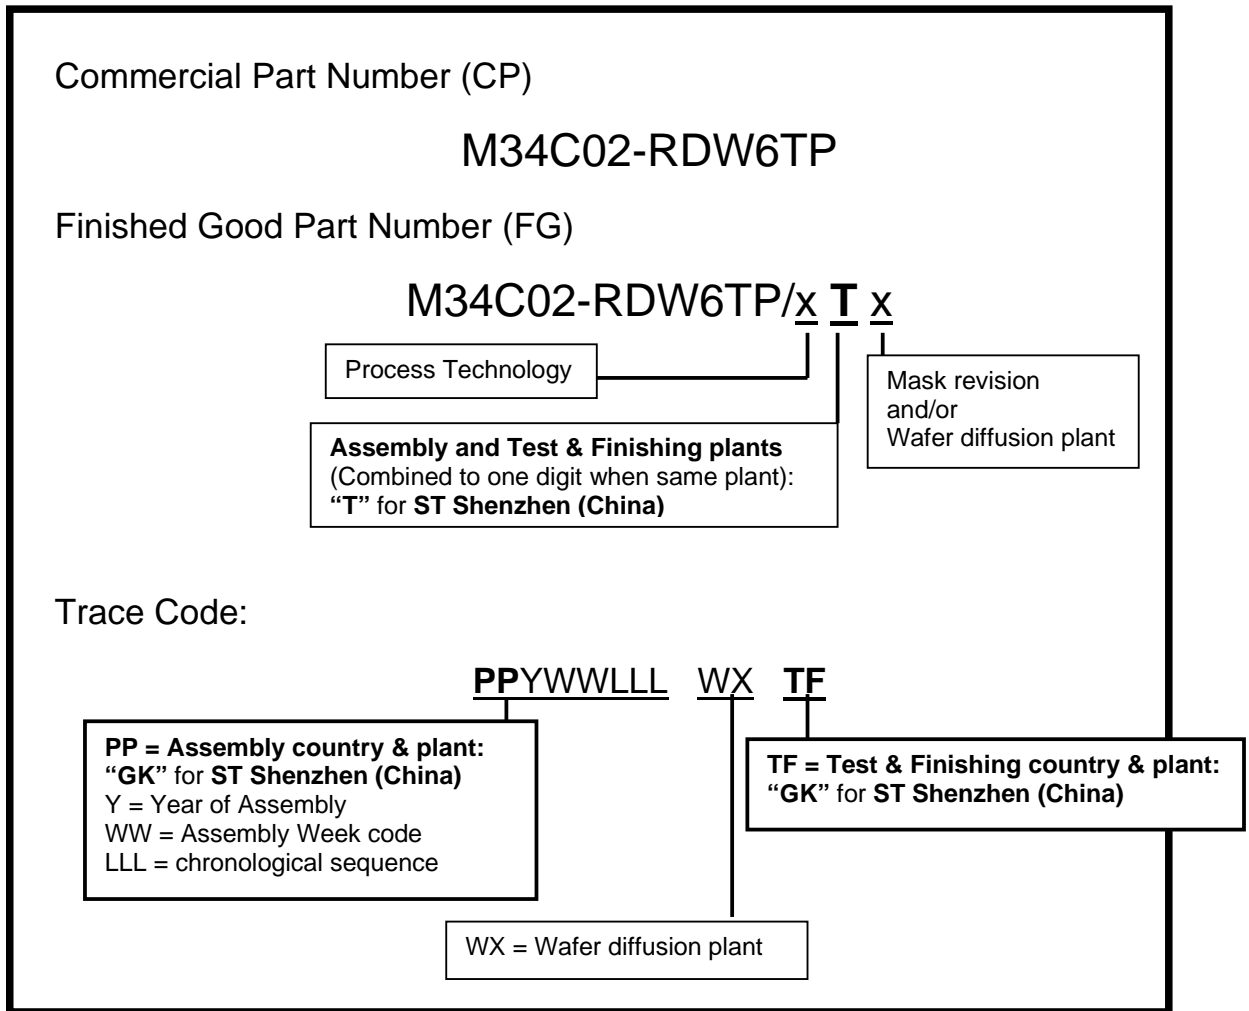 Commercial Part Number (CP)
M34C02-RDW6TP
Finished Good Part Number (FG)
M34C02-RDW6TP/x T x
Process Technology
Mask revision
and/or
Wafer diffusion plant
Assembly and Test & Finishing plants
(Combined to one digit when same plant):
“T” for ST Shenzhen (China)
Trace Code:
PPYWWLLL WX TF
PP = Assembly country & plant:
“GK” for ST Shenzhen (China)
Y = Year of Assembly
WW = Assembly Week code
LLL = chronological sequence
TF = Test & Finishing country & plant:
“GK” for ST Shenzhen (China)
WX = Wafer diffusion plant